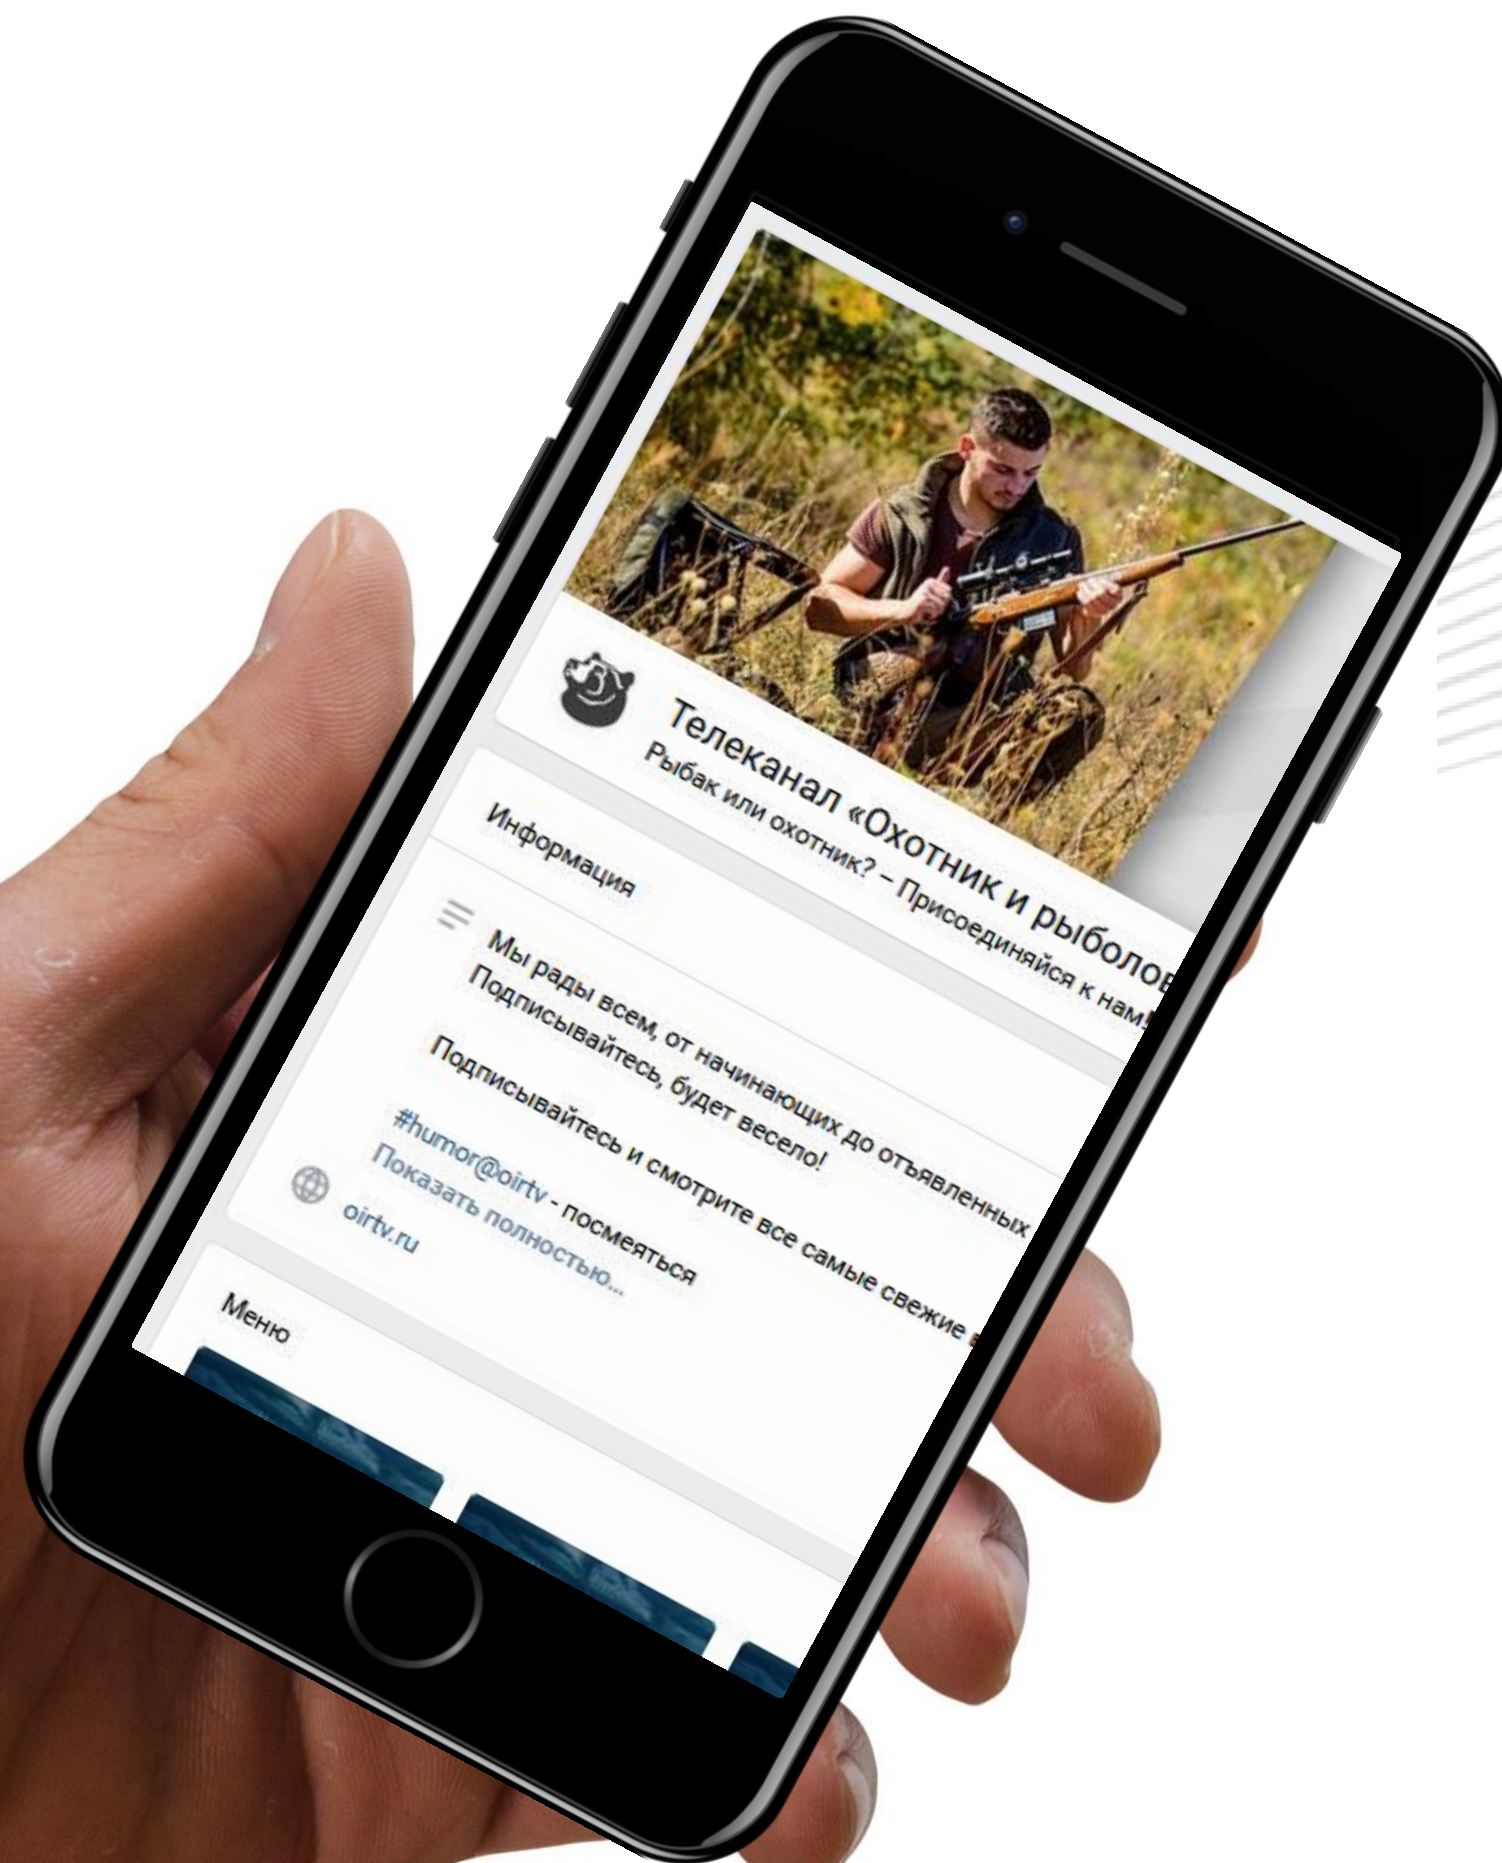 Телеканал «Охотник и рыболов
Рыбак или охотник? – Присоединяйся к нам!
Информация
Мы рады всем, от начинающих до отъявленных
Подписывайтесь, будет весело!
Подписывайтесь и смотрите все самые свежие
#humor@oirtv - посмеяться
Показать полностью...
oirtv.ru
Меню